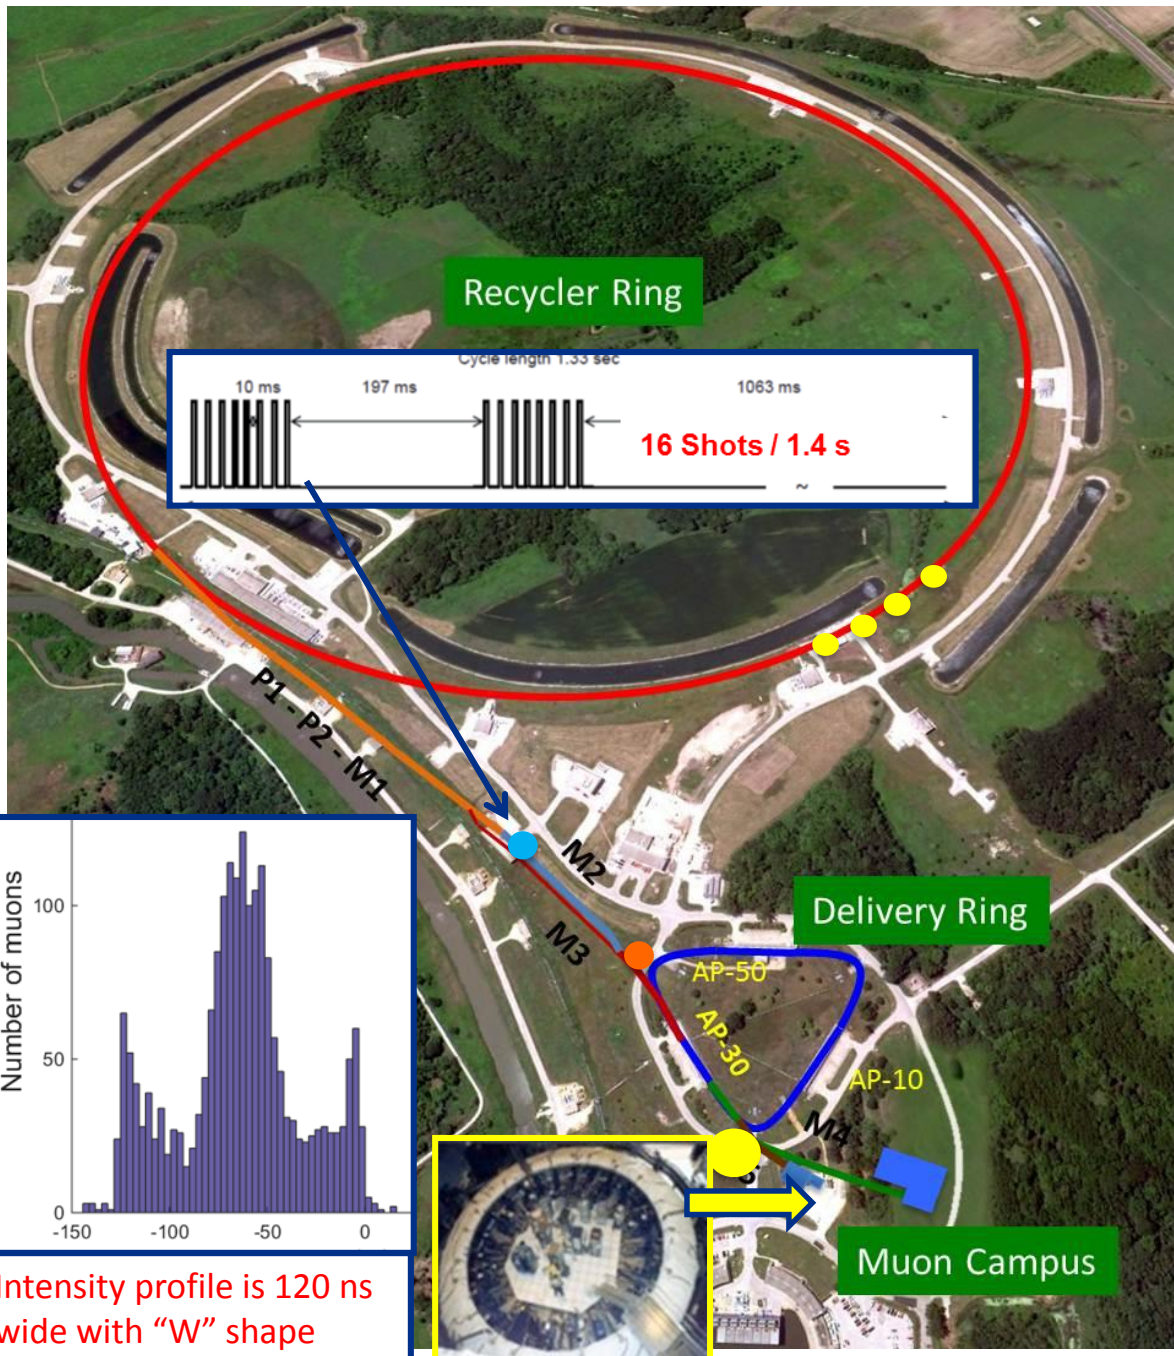 Recycler Ring
Cycle length 1.33 sec
10 ms
197 ms
1063 ms
16 Shots / 1.4 s
~
P1 - P2 - M1
M2
M3
Delivery Ring
AP-50
AP-30
AP-10
M4
Muon Campus
Number of muons
100
50
0
-150
-100
-50
0
Intensity profile is 120 ns
wide with “W” shape